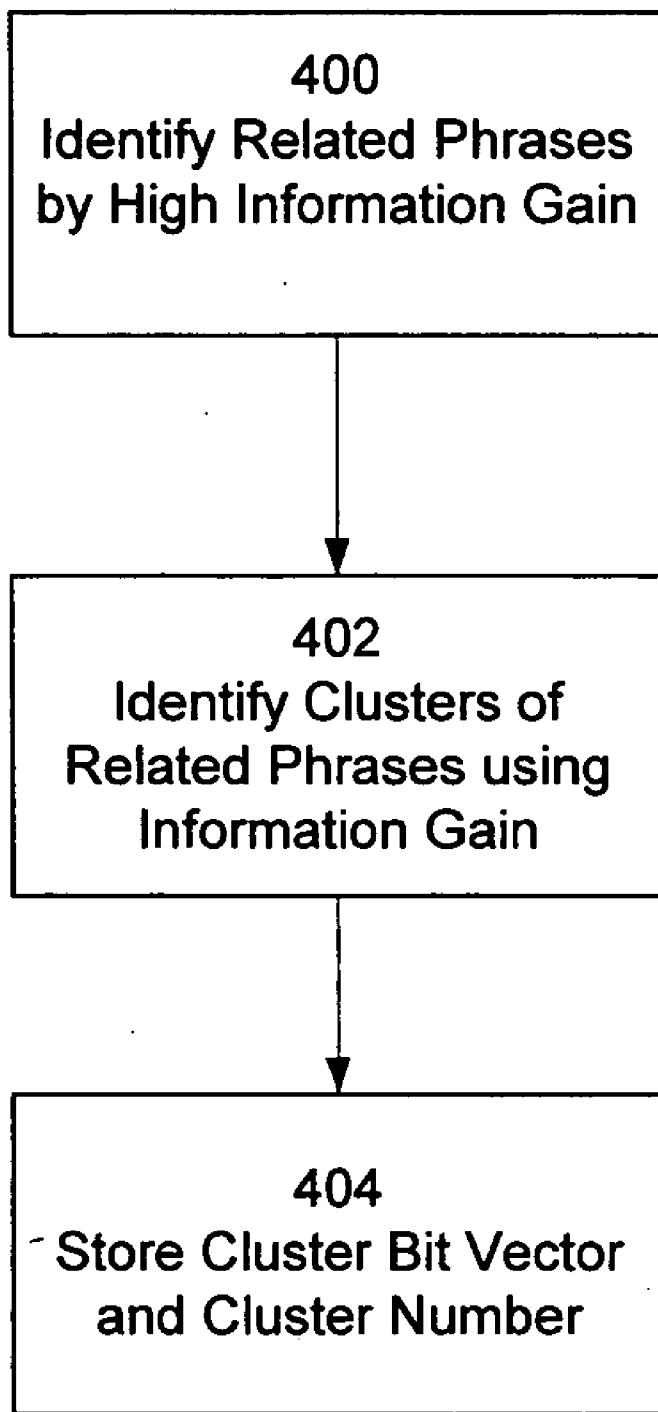 400
Identify Related Phrases
by High Information Gain
402
Identify Clusters of
Related Phrases using
Information Gain
404
Store Cluster Bit Vector
and Cluster Number